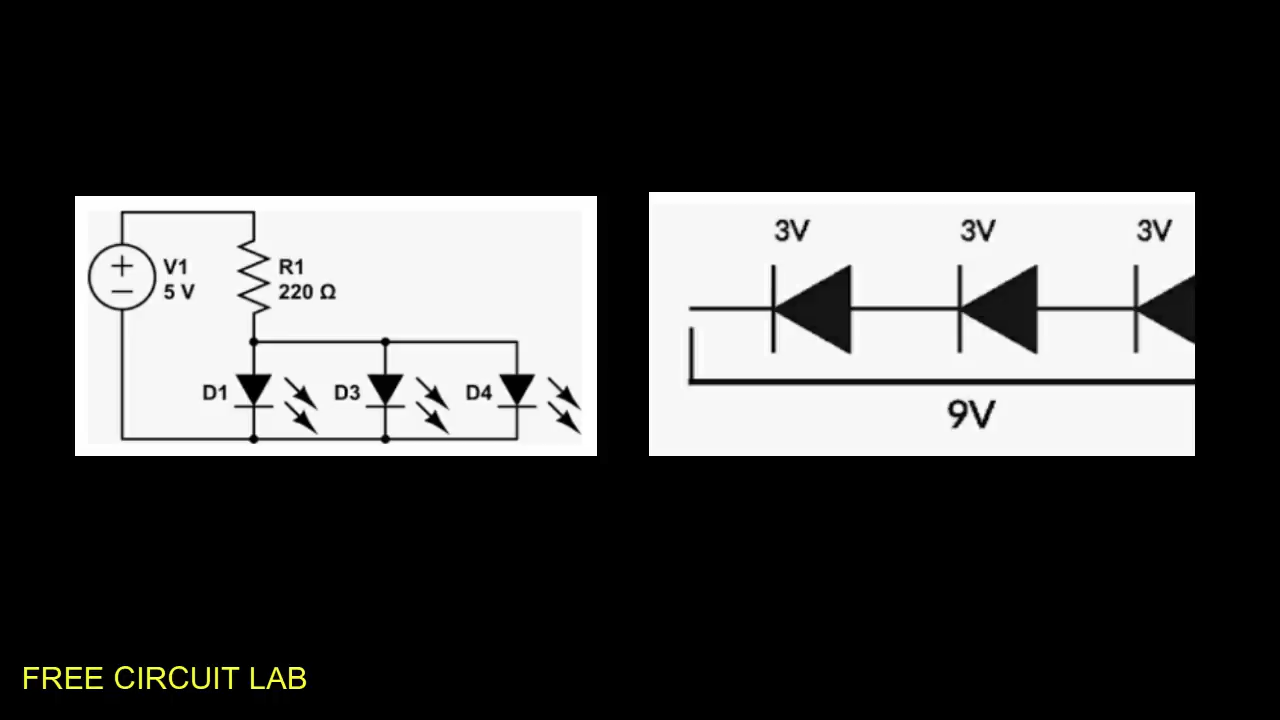 V1
5 V
R1
220 Ω
D1
D3
D4
3V
3V
3V
9V
FREE CIRCUIT LAB